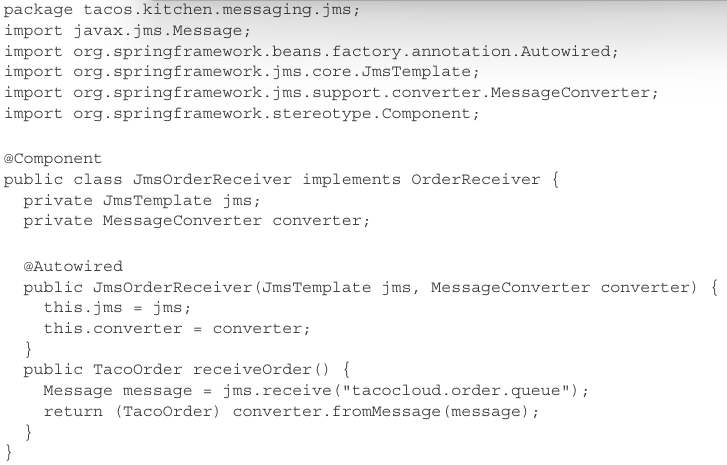 package tacos.kitchen.messaging.jms;
import javax.jms.Message;
import org.springframework.beans.factory.annotation.Autowired;
import org.springframework.jms.core.JmsTemplate;
import org.springframework.jms.support.converter.MessageConverter;
import org.springframework.stereotype.Component;

@Component
public class JmsOrderReceiver implements OrderReceiver {
  private JmsTemplate jms;
  private MessageConverter converter;

  @Autowired
  public JmsOrderReceiver(JmsTemplate jms, MessageConverter converter) {
    this.jms = jms;
    this.converter = converter;
  }
  public TacoOrder receiveOrder() {
    Message message = jms.receive("tacocloud.order.queue");
    return (TacoOrder) converter.fromMessage(message);
  }
}